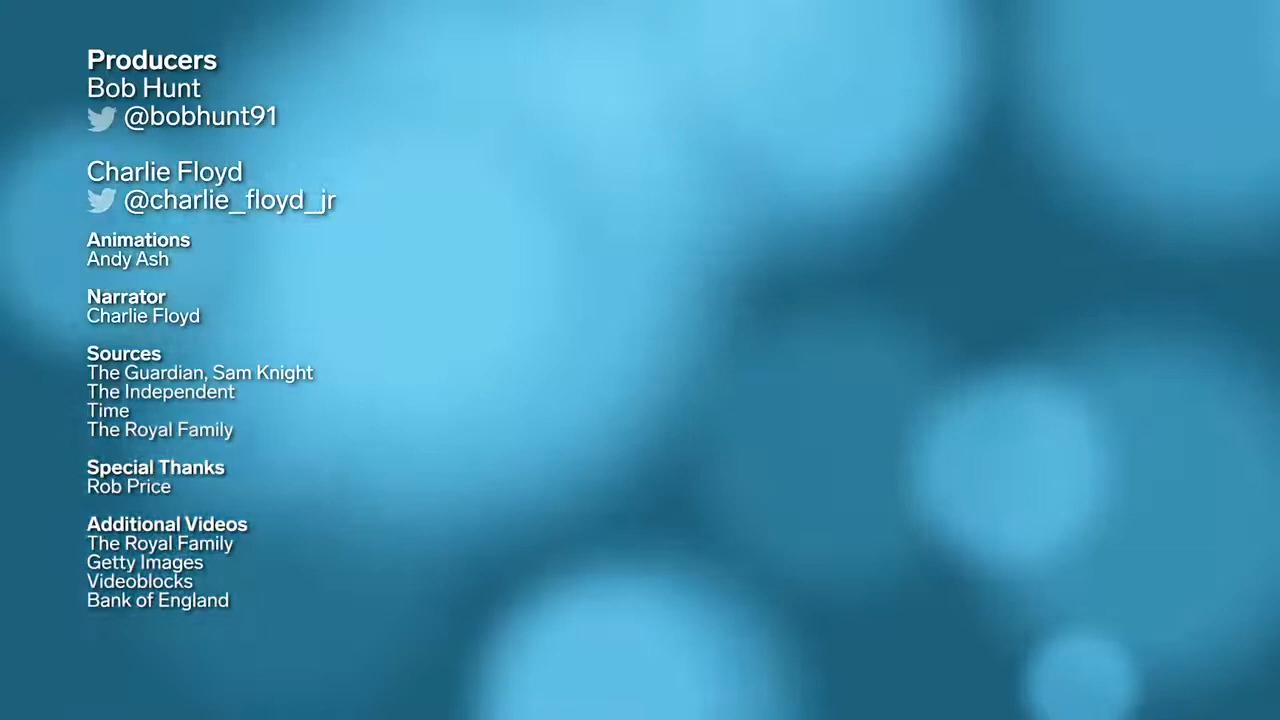 Producers
Bob Hunt
@bobhunt91
Charlie Floyd
@charlie_floyd_jr
Animations
Andy Ash
Narrator
Charlie Floyd
Sources
The Guardian, Sam Knight
The Independent
Time
The Royal Family
Special Thanks
Rob Price
Additional Videos
The Royal Family
Getty Images
Videoblocks
Bank of England